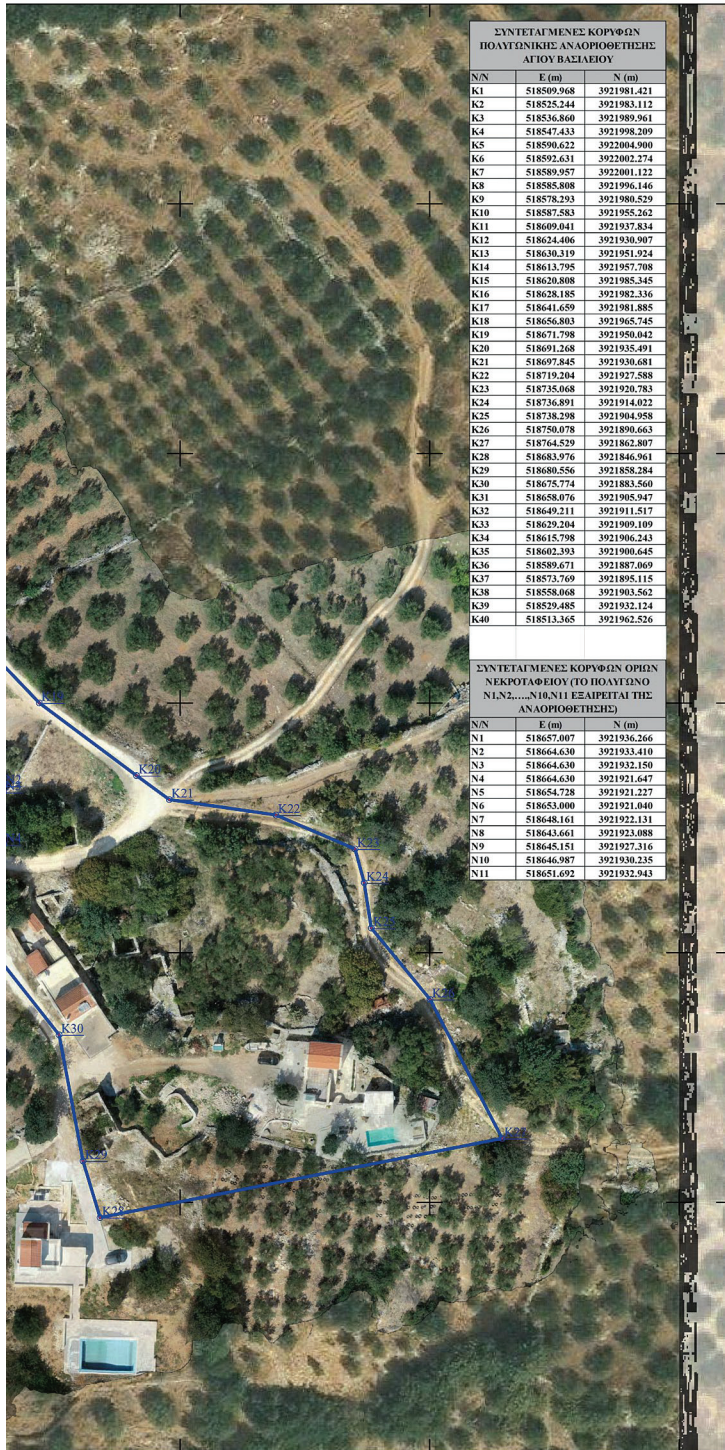 ΣΥΝΤΕΤΑΓΜΕΝΕΣ ΚΟΡΥΦΩΝ
ΠΟΛΥΓΩΝΙΚΗΣ ΑΝΑΟΡΙΟΘΕΤΗΣΗΣ
ΑΓΙΟΥ ΒΑΣΙΛΕΙΟΥ
N/N E (m) N (m)
K1 518509.968 3921981.421
K2 518525.244 3921983.112
K3 518536.860 3921989.961
K4 518547.433 3921998.209
K5 518590.622 3922004.900
K6 518592.631 3922002.274
K7 518589.957 3922001.122
K8 518585.808 3921996.146
K9 518578.293 3921980.529
K10 518587.583 3921955.262
K11 518609.041 3921937.834
K12 518624.406 3921930.907
K13 518630.319 3921951.924
K14 518613.795 3921957.708
K15 518620.808 3921985.345
K16 518628.185 3921982.336
K17 518641.659 3921981.885
K18 518656.803 3921965.745
K19 518671.798 3921950.042
K20 518691.268 3921935.491
K21 518697.845 3921930.681
K22 518719.204 3921927.588
K23 518735.068 3921920.783
K24 518736.891 3921914.022
K25 518738.298 3921904.958
K26 518750.078 3921890.663
K27 518764.529 3921862.807
K28 518683.976 3921846.961
K29 518680.556 3921858.284
K30 518675.774 3921883.560
K31 518658.076 3921905.947
K32 518649.211 3921911.517
K33 518629.204 3921909.109
K34 518615.798 3921906.243
K35 518602.393 3921900.645
K36 518589.671 3921887.069
K37 518573.769 3921895.115
K38 518558.068 3921903.562
K39 518529.485 3921932.124
K40 518513.365 3921962.526
ΣΥΝΤΕΤΑΓΜΕΝΕΣ ΚΟΡΥΦΩΝ ΟΡΙΩΝ
ΝΕΚΡΟΤΑΦΕΙΟΥ (ΤΟ ΠΟΛΥΓΩΝΟ
N1,N2,....,N10,N11 ΕΞΑΙΡΕΙΤΑΙ ΤΗΣ
ΑΝΑΟΡΙΟΘΕΤΗΣΗΣ)
N/N E (m) N (m)
N1 518657.007 3921936.266
N2 518664.630 3921933.410
N3 518664.630 3921932.150
N4 518664.630 3921921.647
N5 518654.728 3921921.227
N6 518653.000 3921921.040
N7 518648.161 3921922.131
N8 518643.661 3921923.088
N9 518645.151 3921927.316
N10 518646.987 3921930.235
N11 518651.692 3921932.943
K19
K20
K21
K22
K23
K24
K25
K26
K30
K27
K29
K28